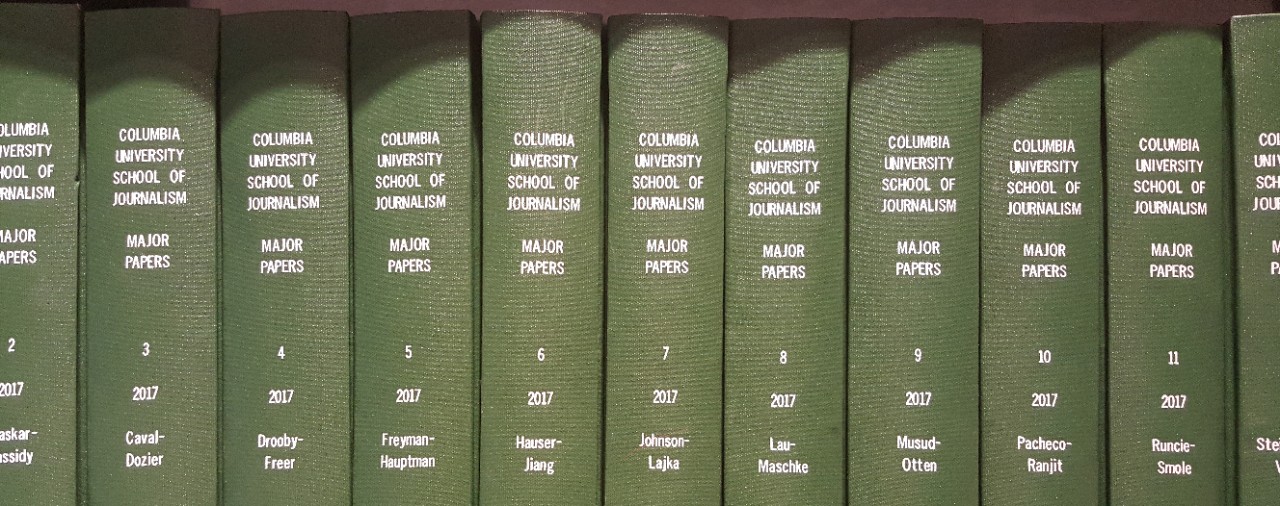 UNIVERSITY
SCHOOL OF
JOURNALISM
MAJOR
PAPERS
2
2017
COLUMBIA
UNIVERSITY
SCHOOL OF
JOURNALISM
MAJOR
PAPERS
3
2017
Caval-
Dozier
COLUMBIA
UNIVERSITY
SCHOOL OF
JOURNALISM
MAJOR
PAPERS
4
2017
Drooby-
Freer
COLUMBIA
UNIVERSITY
SCHOOL OF
JOURNALISM
MAJOR
PAPERS
5
2017
Freyman-
Hauptman
COLUMBIA
UNIVERSITY
SCHOOL OF
JOURNALISM
MAJOR
PAPERS
6
2017
Hauser-
Jiang
COLUMBIA
UNIVERSITY
SCHOOL OF
JOURNALISM
MAJOR
PAPERS
7
2017
Johnson-
Lajka
COLUMBIA
UNIVERSITY
SCHOOL OF
JOURNALISM
MAJOR
PAPERS
8
2017
Lau-
Maschke
COLUMBIA
UNIVERSITY
SCHOOL OF
JOURNALISM
MAJOR
PAPERS
9
2017
Musud-
Otten
COLUMBIA
UNIVERSITY
SCHOOL OF
JOURNALISM
MAJOR
PAPERS
10
2017
Pacheco-
Ranjit
COLUMBIA
UNIVERSITY
SCHOOL OF
JOURNALISM
MAJOR
PAPERS
11
2017
Runcie-
Smole